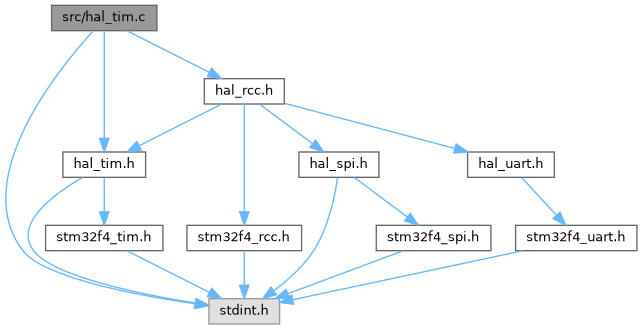 src/hal_tim.c
hal_rcc.h
hal_tim.h
hal_spi.h
hal_uart.h
stm32f4_tim.h
stm32f4_rcc.h
stm32f4_spi.h
stm32f4_uart.h
stdint.h